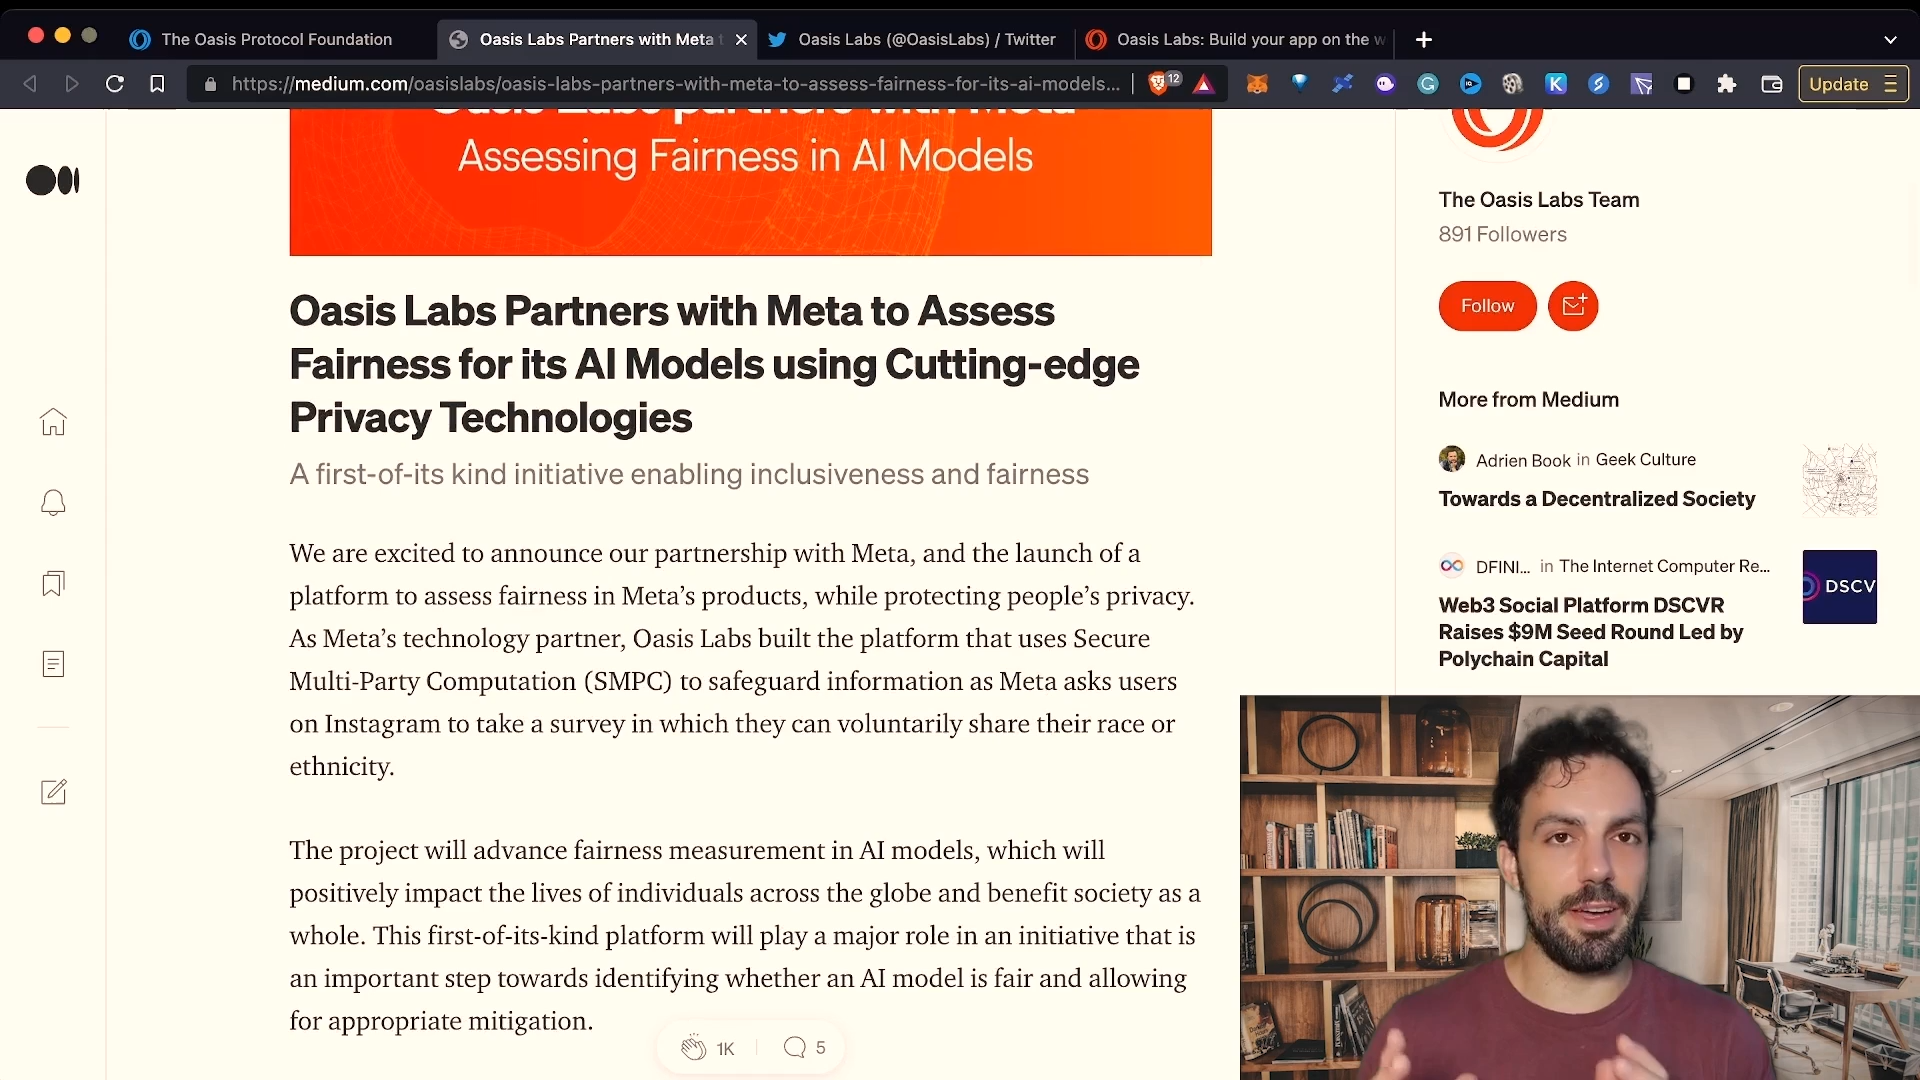 The Oasis Protocol Foundation
Oasis Labs Partners with Meta t
Oasis Labs (@OasisLabs) / Twitter
Oasis Labs: Build your app on the w
https://medium.com/oasislabs/oasis-labs-partners-with-meta-to-assess-fairness-for-its-ai-models...
12
Update
Oasis Labs partners with Meta
Assessing Fairness in AI Models
Oasis Labs Partners with Meta to Assess
Fairness for its AI Models using Cutting-edge
Privacy Technologies
A first-of-its kind initiative enabling inclusiveness and fairness
We are excited to announce our partnership with Meta, and the launch of a
platform to assess fairness in Meta’s products, while protecting people’s privacy.
As Meta’s technology partner, Oasis Labs built the platform that uses Secure
Multi-Party Computation (SMPC) to safeguard information as Meta asks users
on Instagram to take a survey in which they can voluntarily share their race or
ethnicity.
The project will advance fairness measurement in AI models, which will
positively impact the lives of individuals across the globe and benefit society as a
whole. This first-of-its-kind platform will play a major role in an initiative that is
an important step towards identifying whether an AI model is fair and allowing
for appropriate mitigation.
1K
5
The Oasis Labs Team
891 Followers
Follow
More from Medium
Adrien Book in Geek Culture
Towards a Decentralized Society
DFINI... in The Internet Computer Re...
Web3 Social Platform DSCVR
Raises $9M Seed Round Led by
Polychain Capital
DSCV